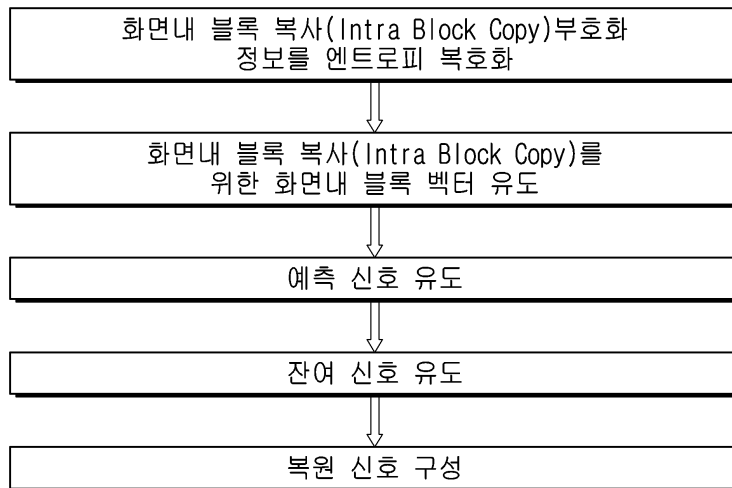 화면내 블록 복사(Intra Block Copy)부호화
정보를 엔트로피 복호화
화면내 블록 복사(Intra Block Copy)를
위한 화면내 블록 벡터 유도
예측 신호 유도
잔여 신호 유도
복원 신호 구성